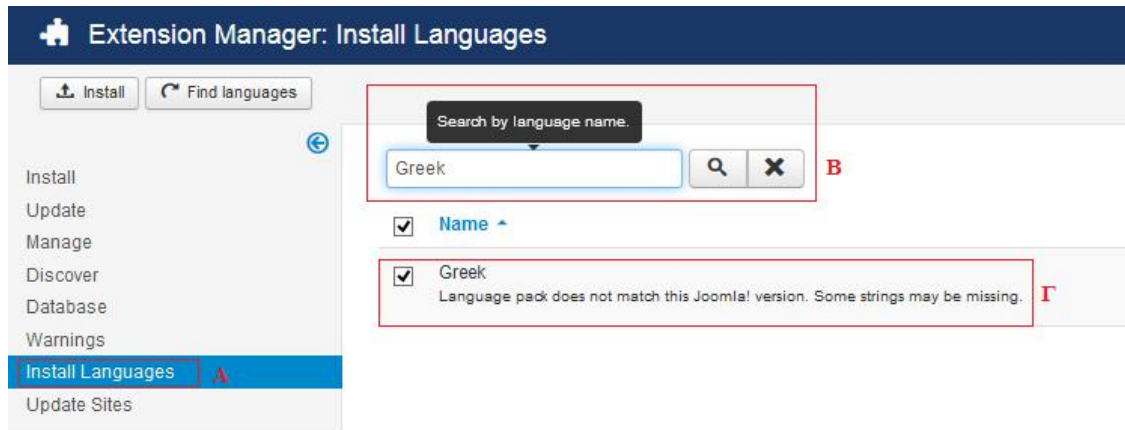 Extension Manager: Install Languages
Install
Find languages
Search by language name.
Greek
B
Install
Update
Manage
Discover
Database
Warnings
Install Languages
A
Update Sites
Name
Greek
Language pack does not match this Joomla! version. Some strings may be missing.
Γ